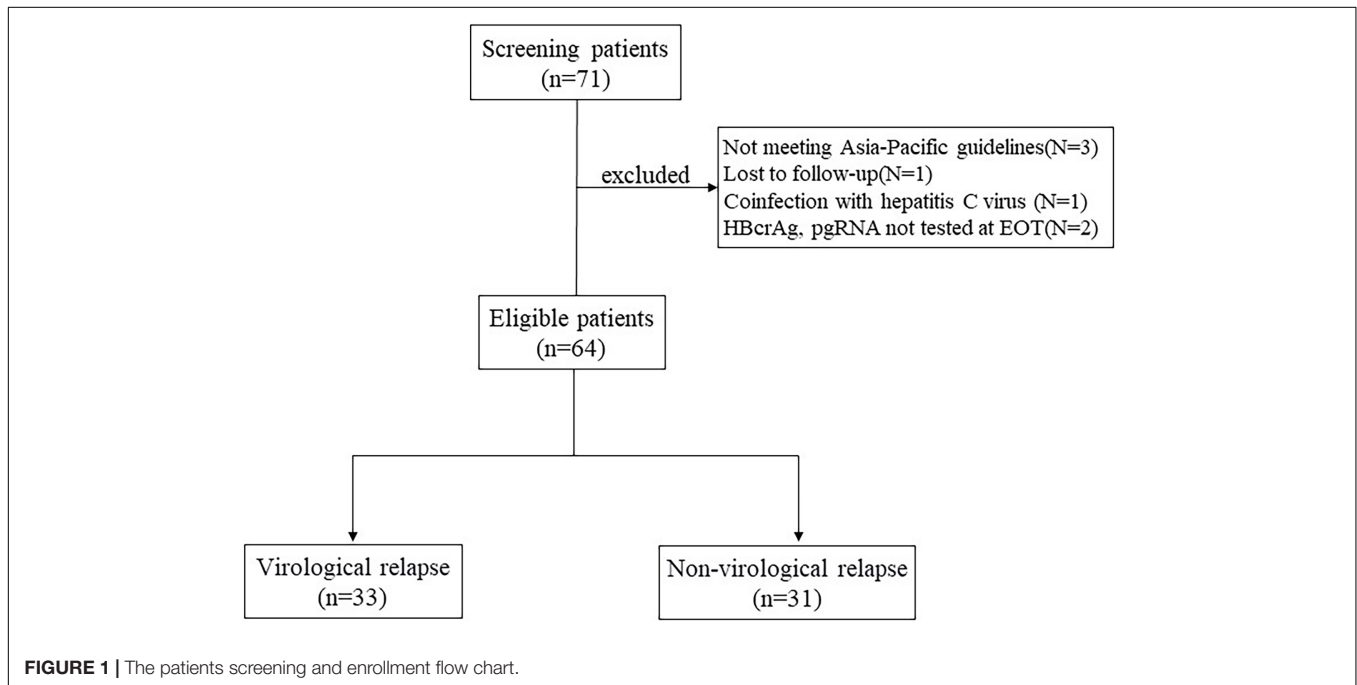 Screening patients
(n=71)
excluded
Not meeting Asia-Pacific guidelines(N=3)
Lost to follow-up(N=1)
Coinfection with hepatitis C virus (N=1)
HBcrAg, pgRNA not tested at EOT(N=2)
Eligible patients
(n=64)
Virological relapse
(n=33)
Non-virological relapse
(n=31)
FIGURE 1 | The patients screening and enrollment flow chart.